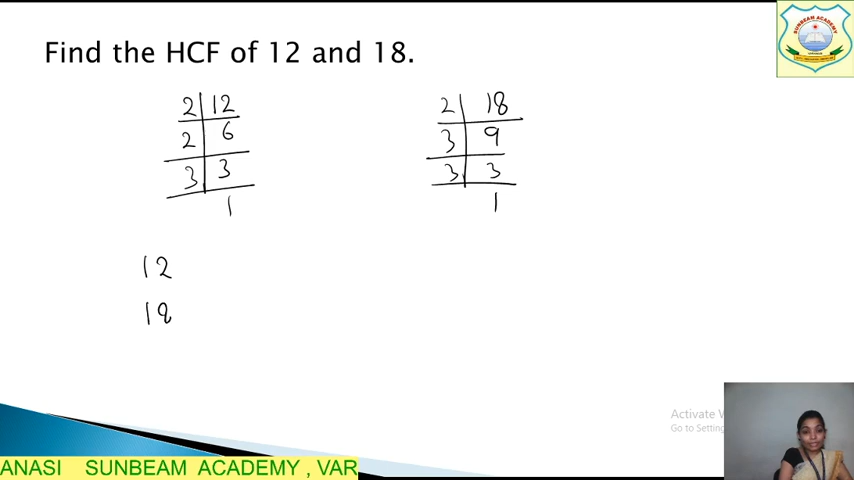 Find the HCF of 12 and 18.
SUNBEAM ACADEMY
2 12
2 6
3 3
1
2 18
3 9
3 3
1
12
18
Activate W
Go to Setting
ANASI SUNBEAM ACADEMY , VAR